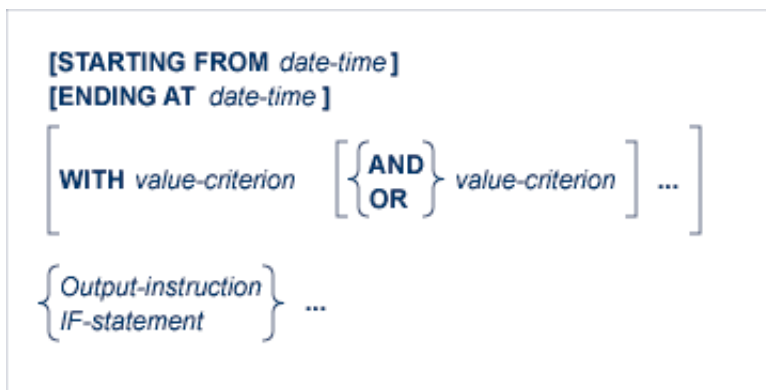 [STARTING FROM date-time]
[ENDING AT date-time]
[WITH value-criterion [{AND
OR} value-criterion] ...]
{Output-instruction
IF-statement} ...